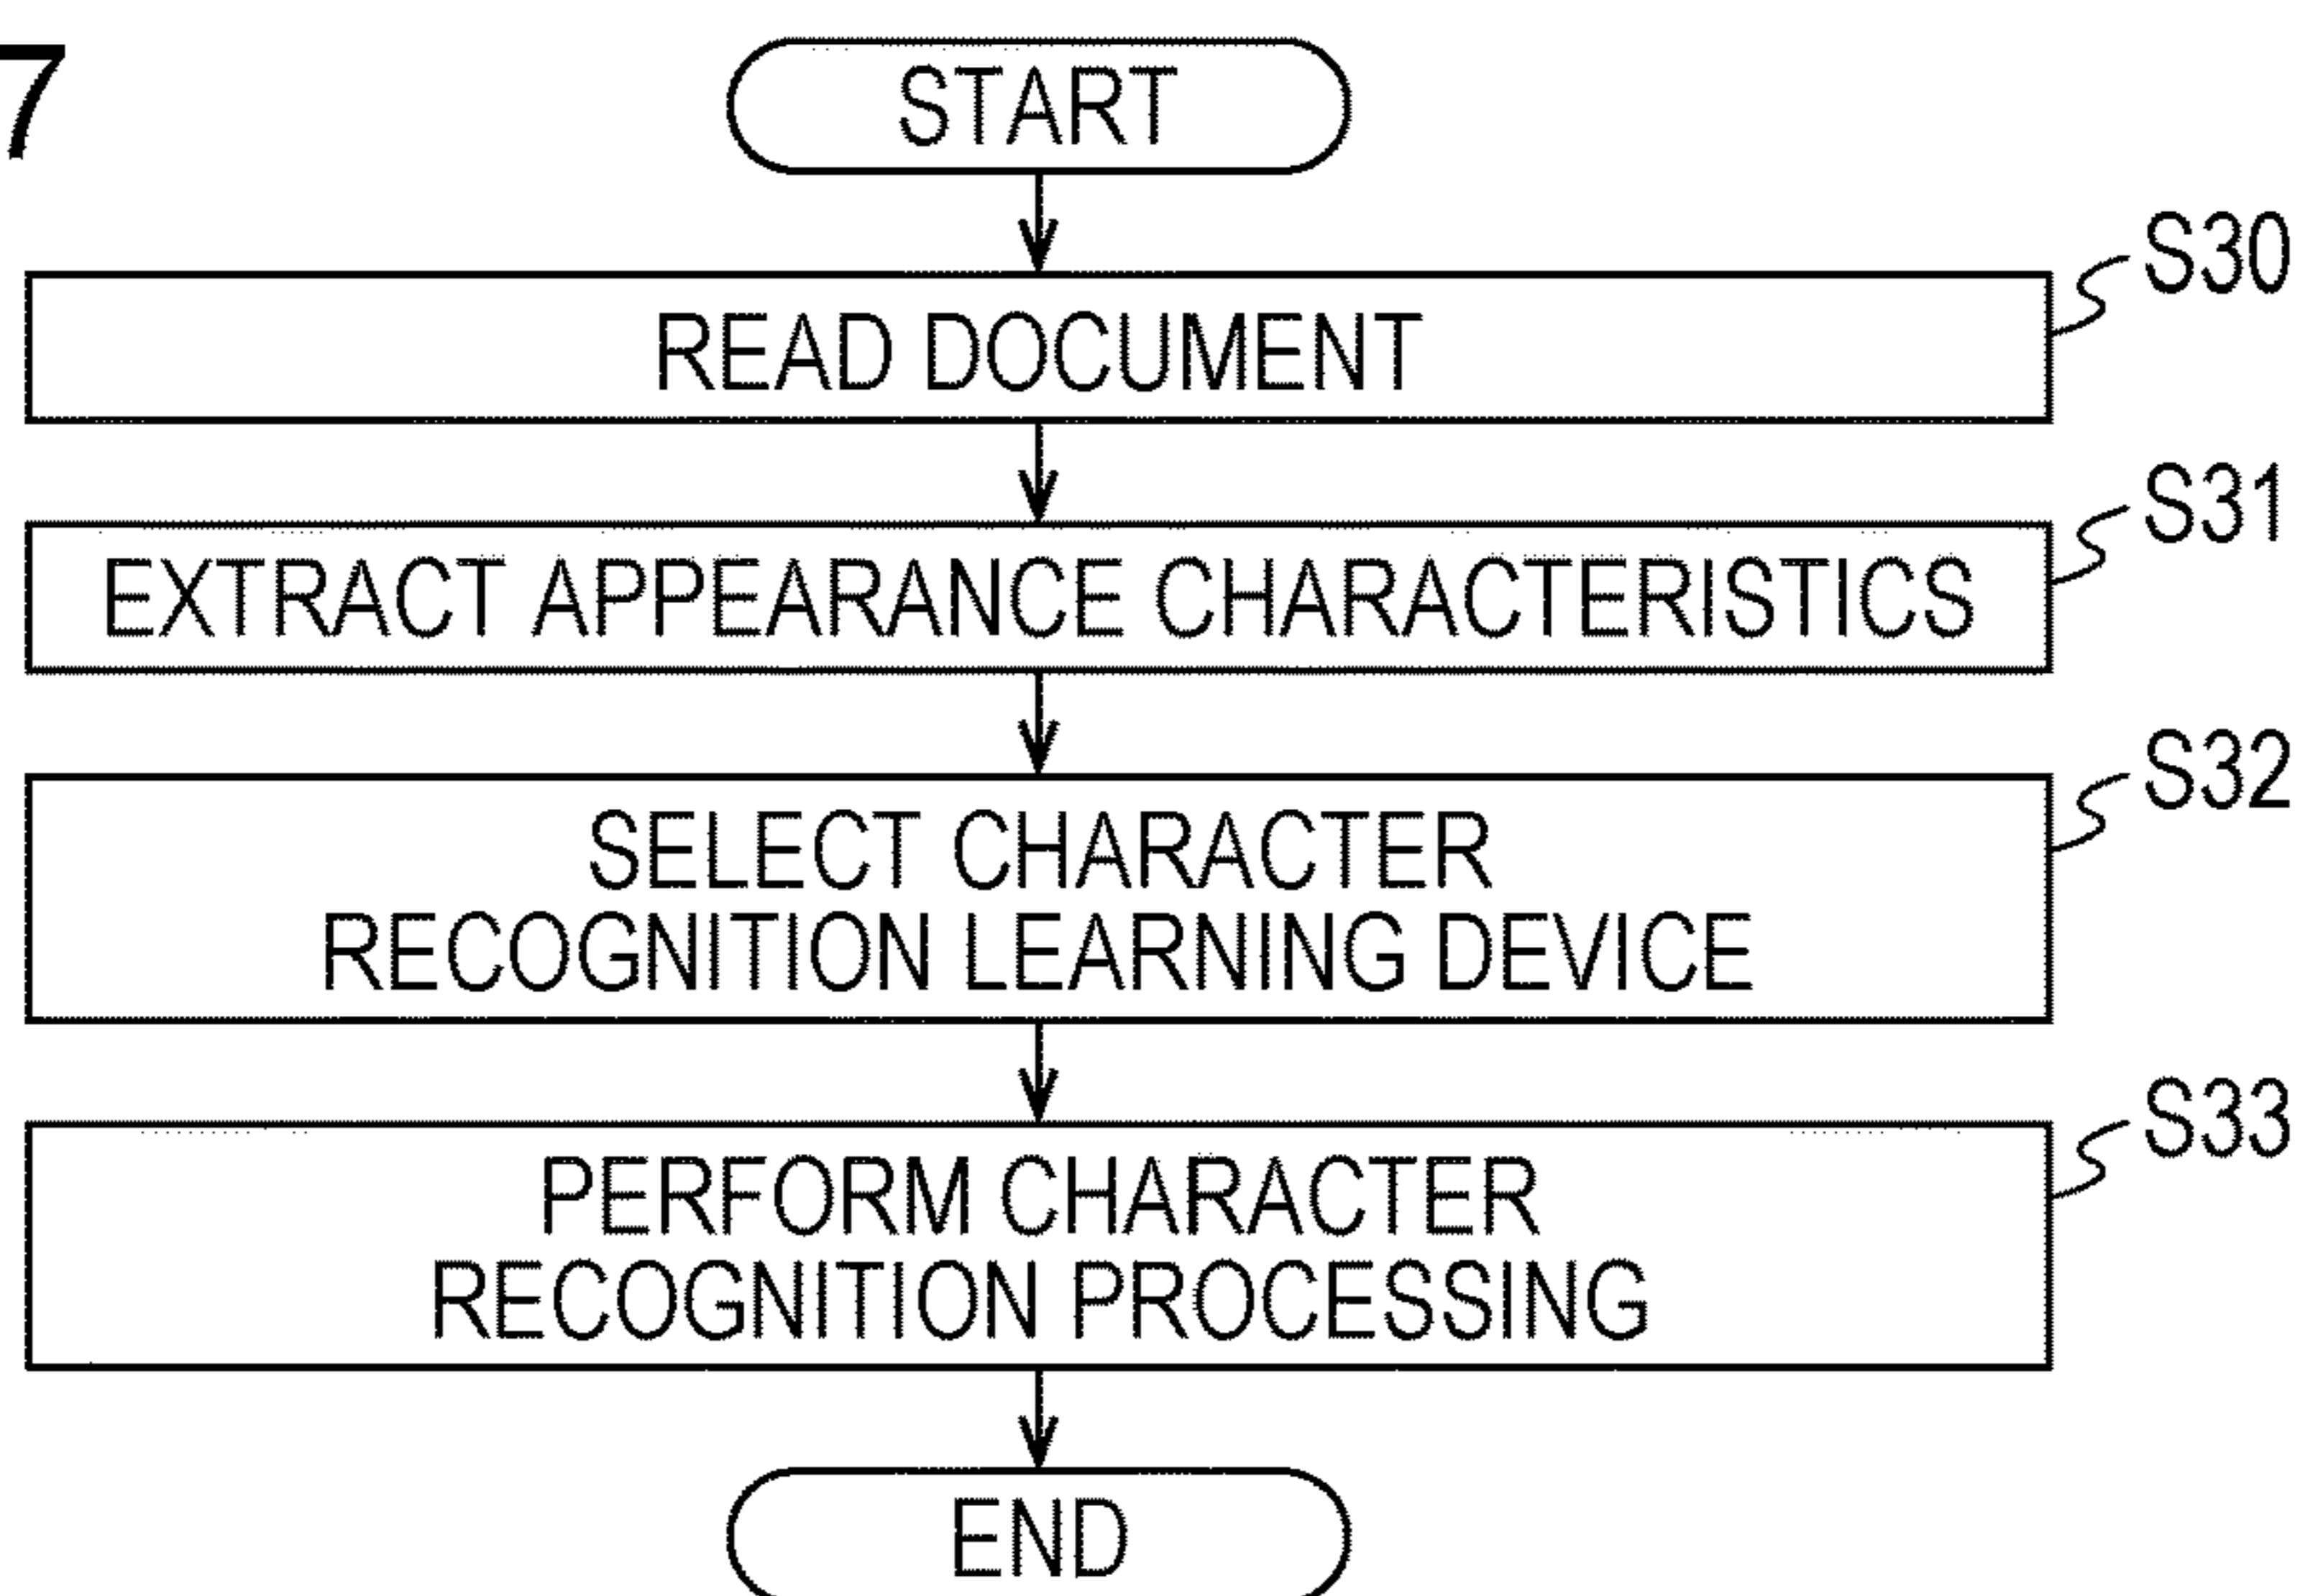 7
START
S30
READ DOCUMENT
S31
EXTRACT APPEARANCE CHARACTERISTICS
S32
SELECT CHARACTER
RECOGNITION LEARNING DEVICE
S33
PERFORM CHARACTER
RECOGNITION PROCESSING
END